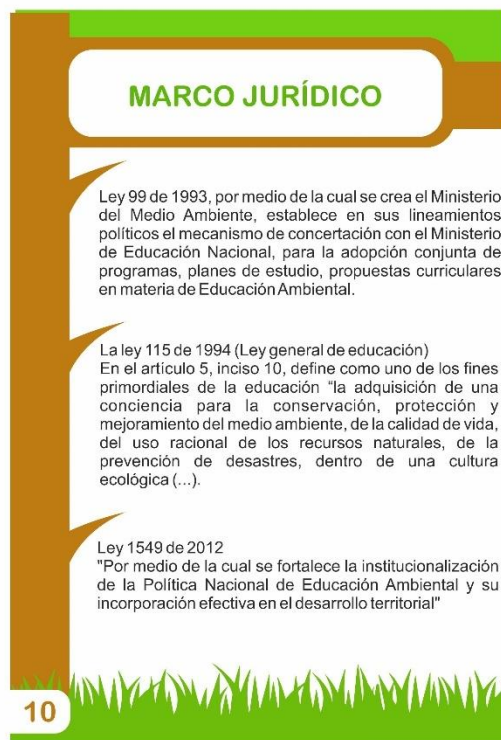 MARCO JURÍDICO
Ley 99 de 1993, por medio de la cual se crea el Ministerio
del Medio Ambiente, establece en sus lineamientos
políticos el mecanismo de concertación con el Ministerio
de Educación Nacional, para la adopción conjunta de
programas, planes de estudio, propuestas curriculares
en materia de Educación Ambiental.
La ley 115 de 1994 (Ley general de educación)
En el artículo 5, inciso 10, define como uno de los fines
primordiales de la educación “la adquisición de una
conciencia para la conservación, protección y
mejoramiento del medio ambiente, de la calidad de vida,
del uso racional de los recursos naturales, de la
prevención de desastres, dentro de una cultura
ecológica (...).
Ley 1549 de 2012
"Por medio de la cual se fortalece la institucionalización
de la Política Nacional de Educación Ambiental y su
incorporación efectiva en el desarrollo territorial"
10